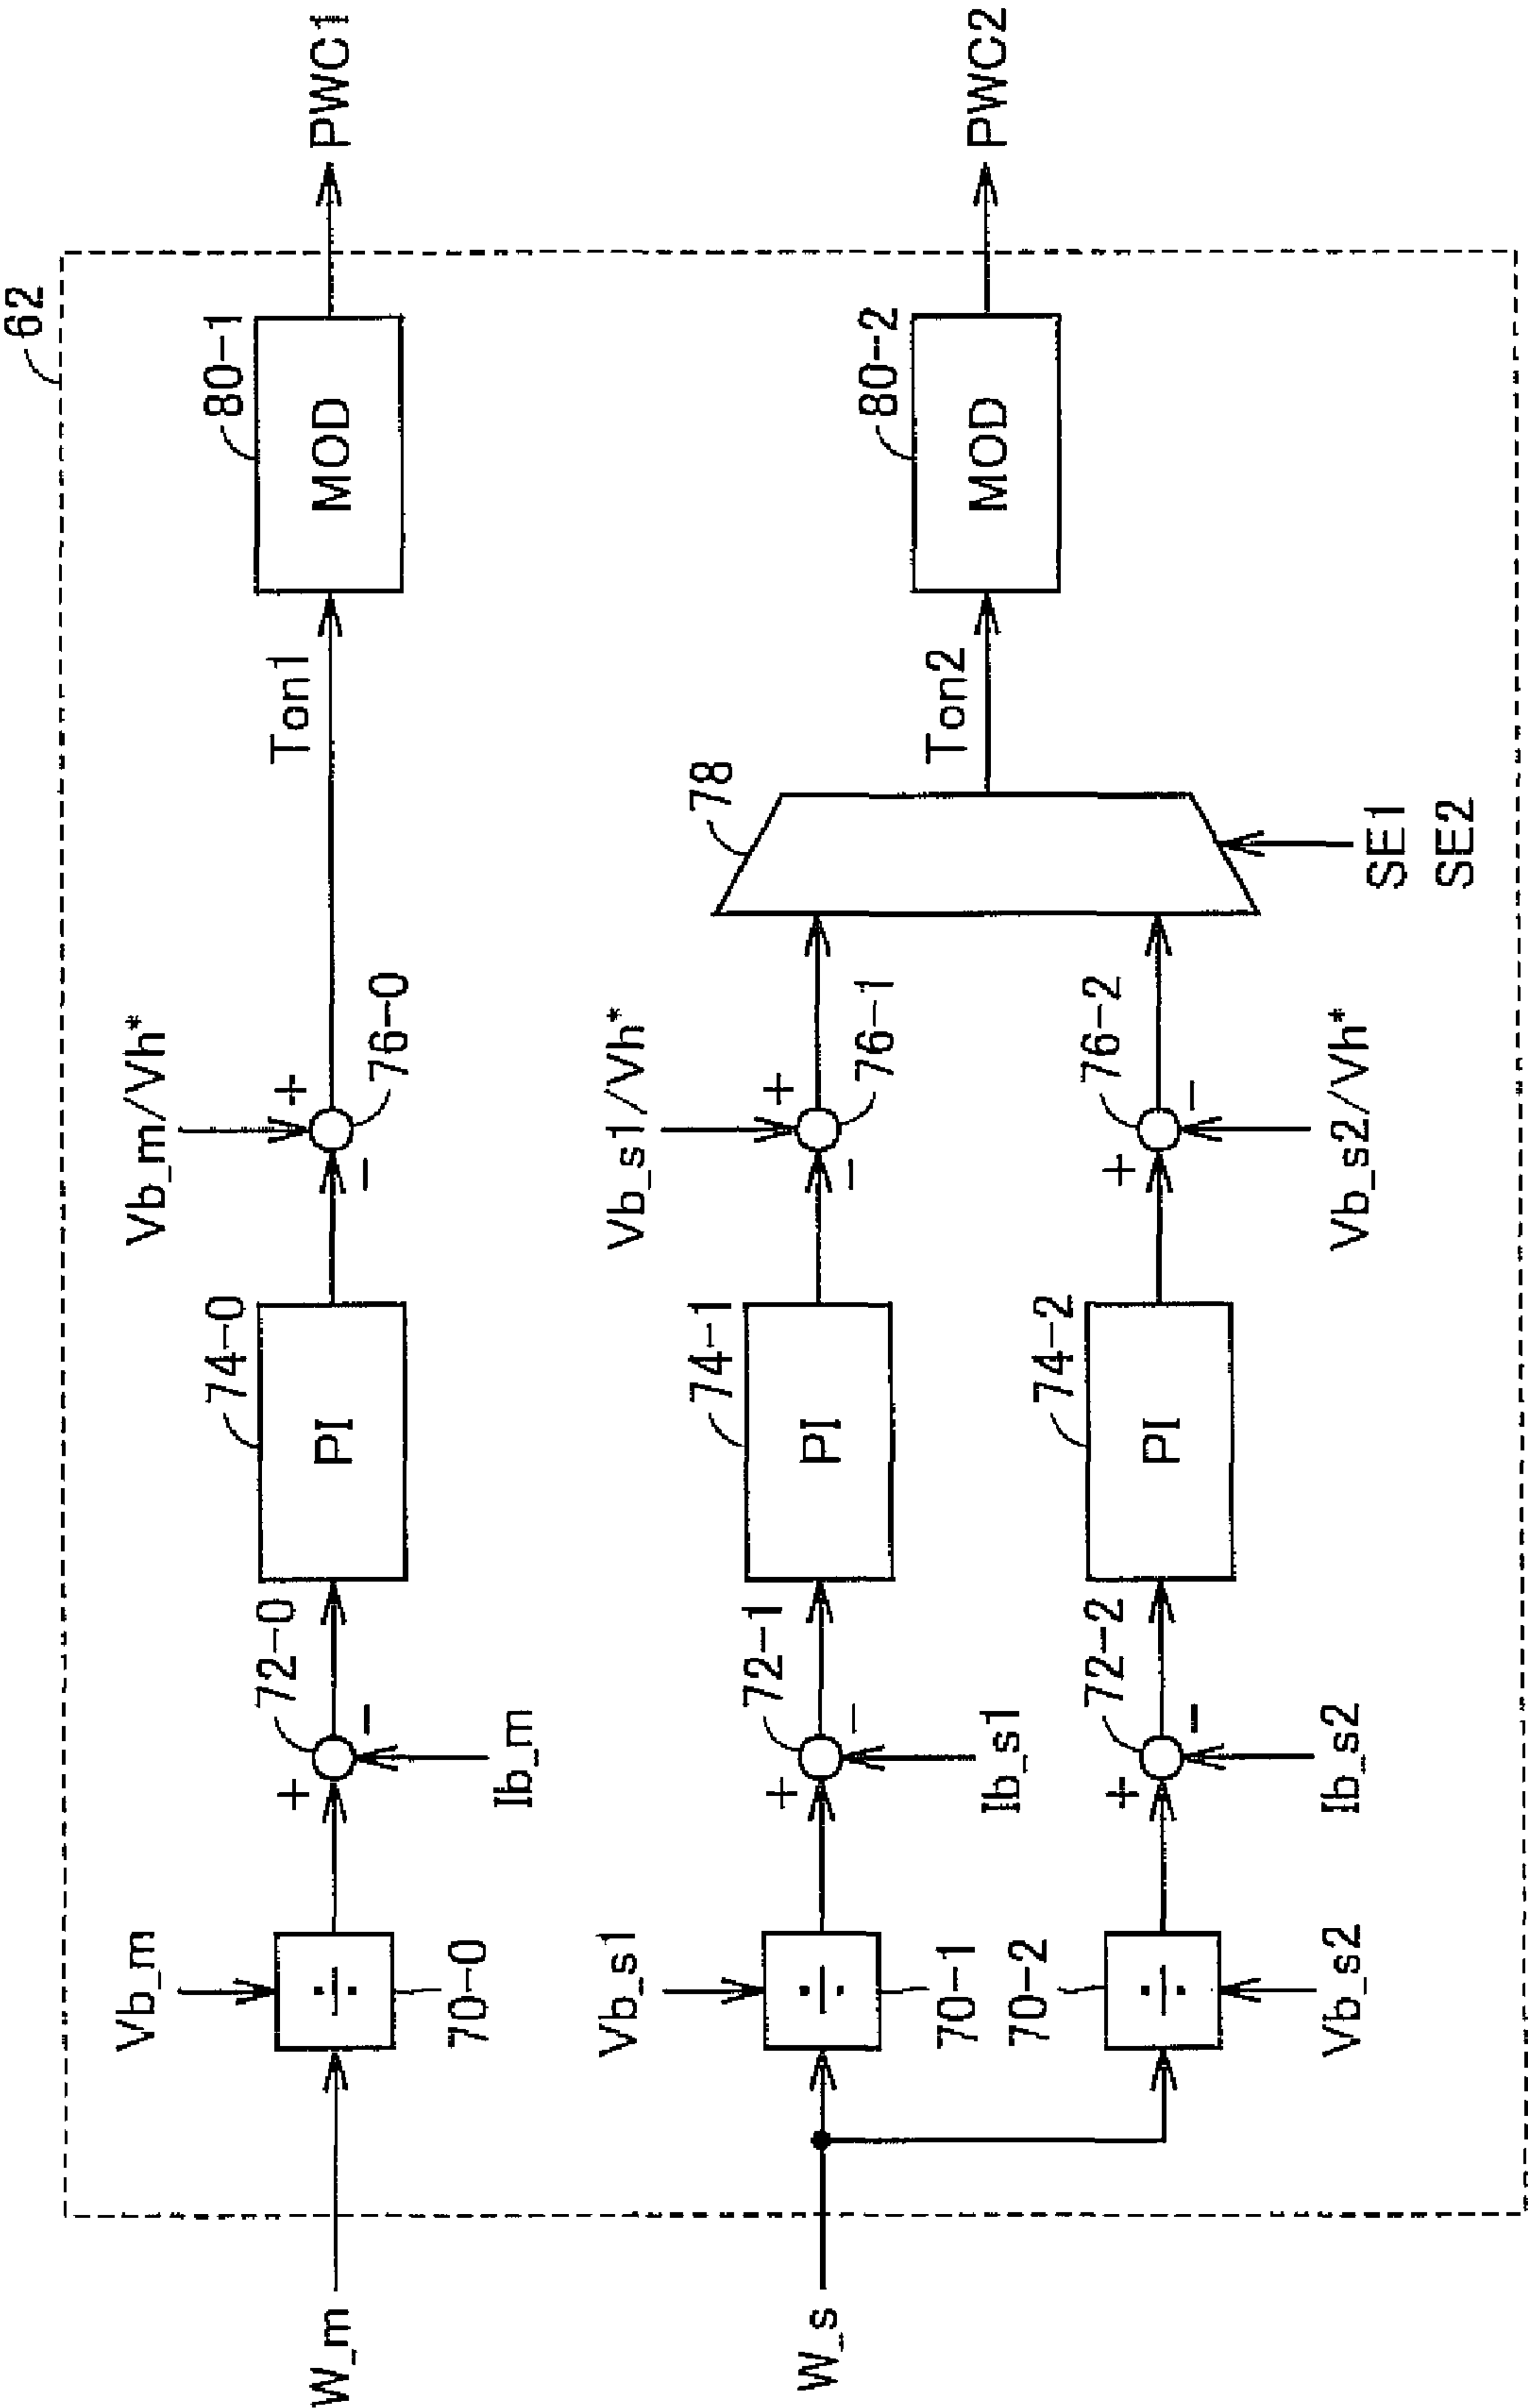 62
W_m
Vb_m
÷
70-0
+
-
72-0
Ib_m
PI
74-0
Vb_m/Vh*
+
-
76-0
Ton1
MOD
80-1
PWC1
W_s
Vb_s1
÷
70-1
+
-
72-1
Ib_s1
PI
74-1
Vb_s1/Vh*
+
-
76-1
70-2
÷
Vb_s2
+
-
72-2
Ib_s2
PI
74-2
+
-
76-2
Vb_s2/Vh*
78
SE1
SE2
Ton2
MOD
80-2
PWC2